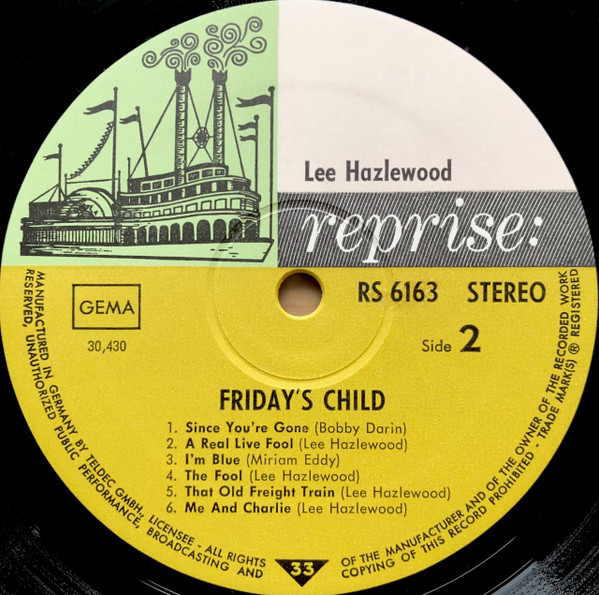 Lee Hazlewood
reprise:
GEMA
RS 6163 STEREO
30,430
Side 2
FRIDAY'S CHILD
1. Since You're Gone (Bobby Darin)
2. A Real Live Fool (Lee Hazlewood)
3. I'm Blue (Miriam Eddy)
4. The Fool (Lee Hazlewood)
5. That Old Freight Train (Lee Hazlewood)
6. Me And Charlie (Lee Hazlewood)
33
MANUFACTURED IN GERMANY BY TELDEC GMBH., LICENSEE - ALL RIGHTS
RESERVED, UNAUTHORIZED PUBLIC PERFORMANCE, BROADCASTING AND
OF THE MANUFACTURER AND OF THE OWNER OF THE RECORDED WORK
COPYING OF THIS RECORD PROHIBITED - TRADE MARK(S) ® REGISTERED